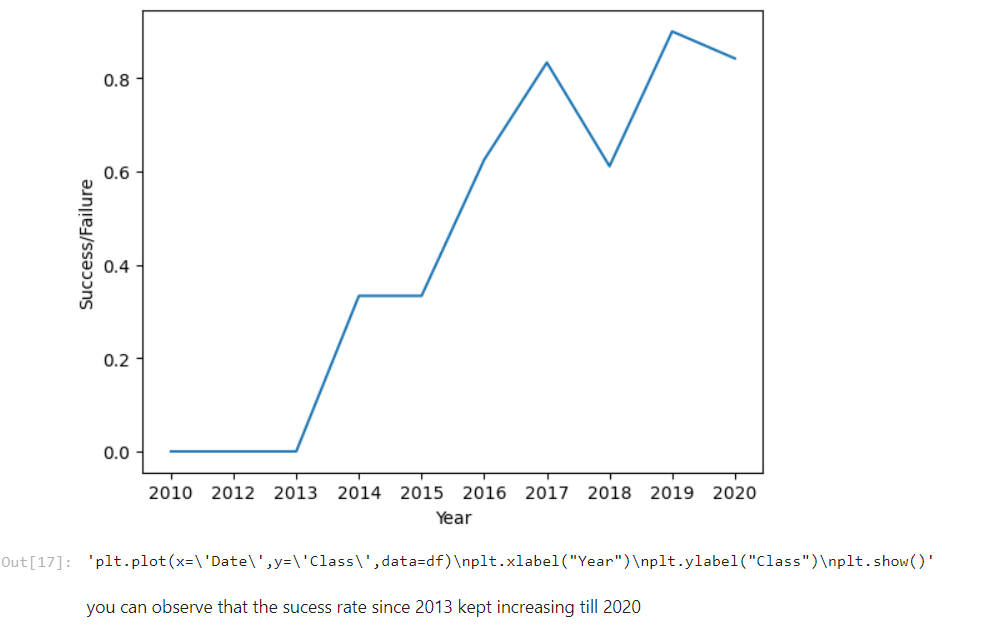 0.8
0.6
0.4
0.2
0.0
Success/Failure
2010 2012 2013 2014 2015 2016 2017 2018 2019 2020
Year
Out[17]: 'plt.plot(x=\'Date\',y=\'Class\',data=df)\nplt.xlabel("Year")\nplt.ylabel("Class")\nplt.show()'
you can observe that the sucess rate since 2013 kept increasing till 2020